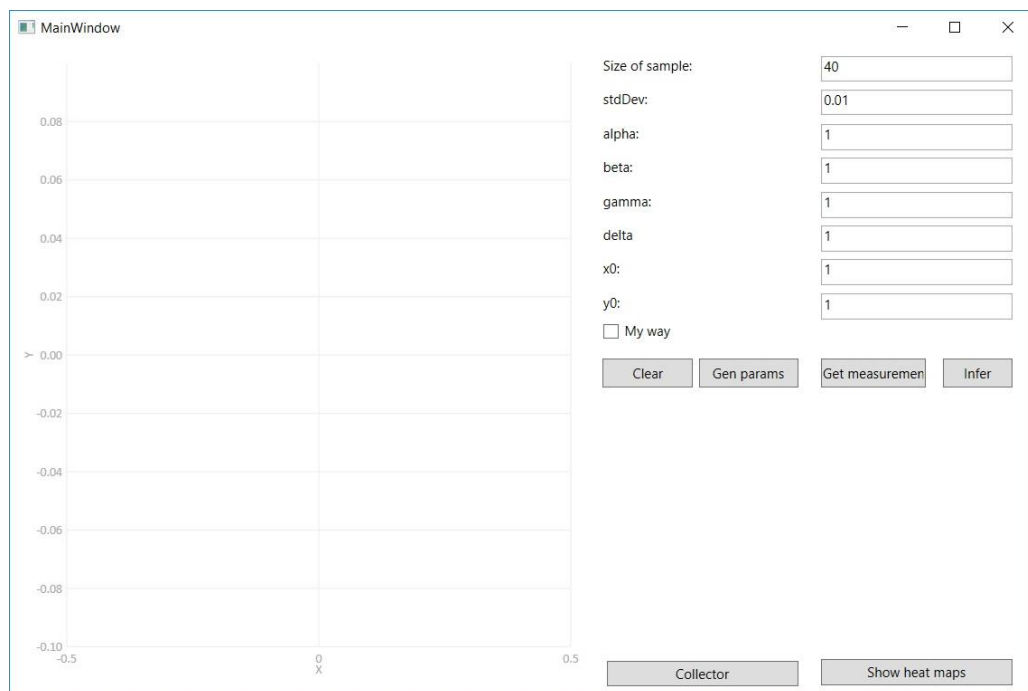 MainWindow
Size of sample: 40
stdDev: 0.01
alpha: 1
beta: 1
gamma: 1
delta 1
x0: 1
y0: 1
My way
Clear Gen params Get measuremen Infer
0.08
0.06
0.04
0.02
Y 0.00
-0.02
-0.04
-0.06
-0.08
-0.10
-0.5 0 0.5
X
Collector Show heat maps